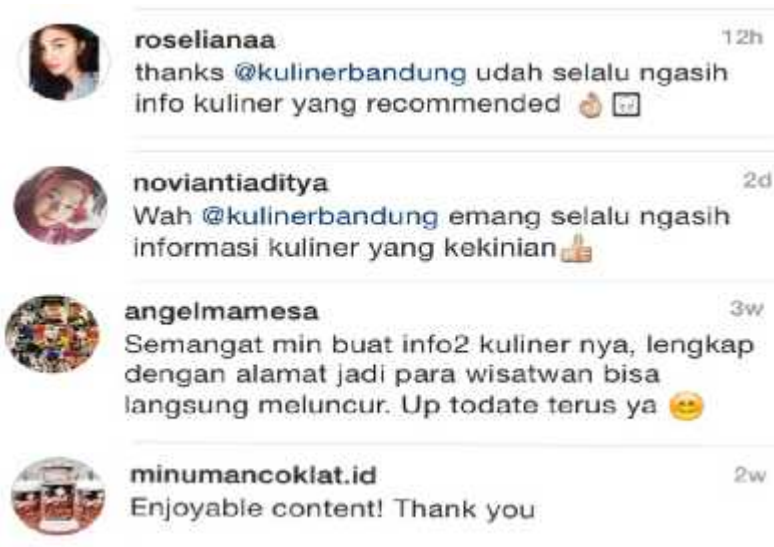 roselianaa 12h
thanks @kulinerbandung udah selalu ngasih
info kuliner yang recommended 👌
noviantiaditya 2d
Wah @kulinerbandung emang selalu ngasih
informasi kuliner yang kekinian👍
angelmamesa 3w
Semangat min buat info2 kuliner nya, lengkap
dengan alamat jadi para wisatwan bisa
langsung meluncur. Up todate terus ya 😊
minumancoklat.id 2w
Enjoyable content! Thank you